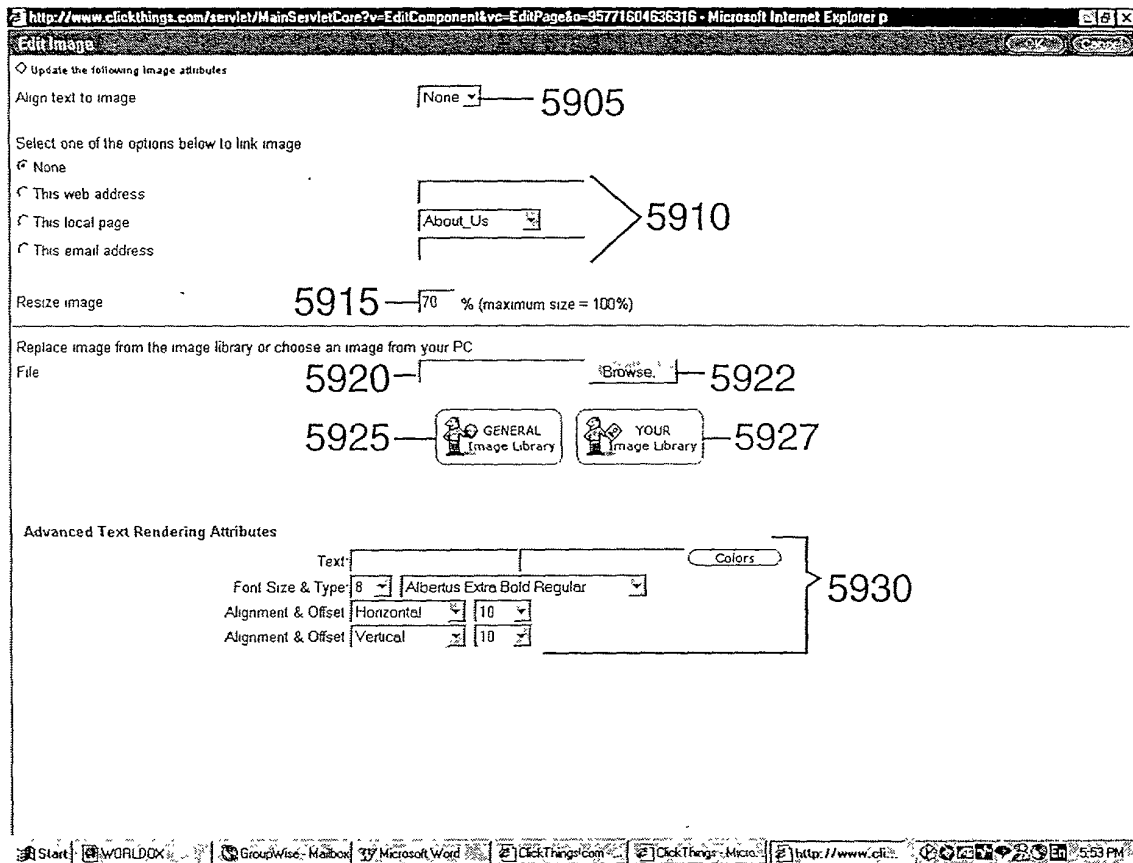 http://www.clickthings.com/servlet/MainServletCore?v=EditComponent&vc=EditPage&o=95771604636316 - Microsoft Internet Explorer p
Edit Image OK Cancel
Update the following image attributes
Align text to image None 5905
Select one of the options below to link image
None
This web address
This local page About_Us 5910
This email address
Resize image 5915 70 % (maximum size = 100%)
Replace image from the image library or choose an image from your PC
File 5920 Browse. 5922
5925 GENERAL Image Library YOUR Image Library 5927
Advanced Text Rendering Attributes
Text: Colors
Font Size & Type: 8 Albertus Extra Bold Regular 5930
Alignment & Offset Horizontal 10
Alignment & Offset Vertical 10
Start WORLDOX GroupWise - Mailbox Microsoft Word ClickThings!com - ... ClickThings - Micro... http://www.cli... 5:53 PM